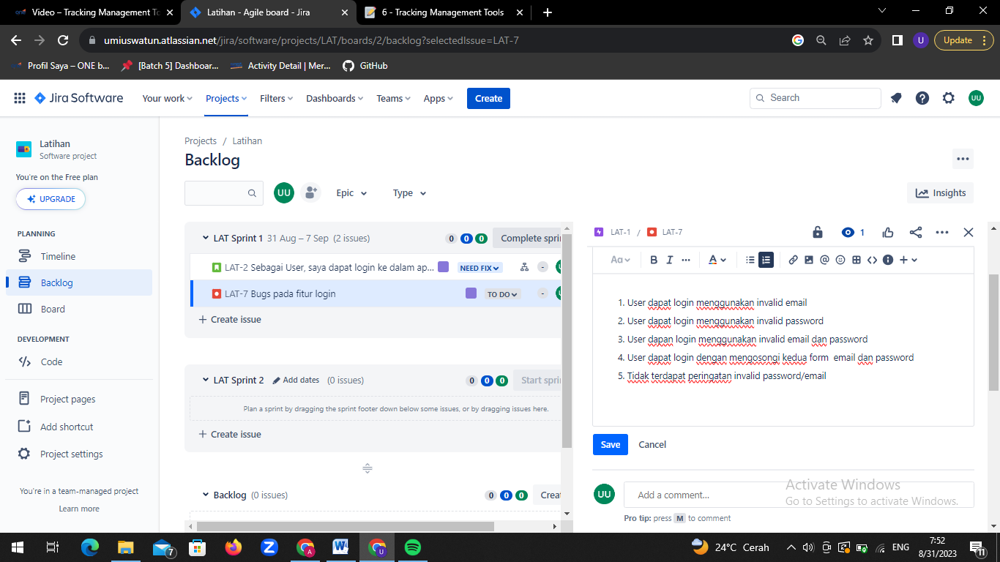 Video – Tracking Management To
Latihan - Agile board - Jira
6 - Tracking Management Tools
umiuswatun.atlassian.net/jira/software/projects/LAT/boards/2/backlog?selectedIssue=LAT-7
U
Update
Profil Saya – ONE b...
[Batch 5] Dashboar...
Activity Detail | Mer...
GitHub
Jira Software
Your work
Projects
Filters
Dashboards
Teams
Apps
Create
Search
UU
Latihan
Software project
You're on the Free plan
UPGRADE
PLANNING
Timeline
Backlog
Board
DEVELOPMENT
Code
Project pages
Add shortcut
Project settings
You're in a team-managed project
Learn more
Projects / Latihan
Backlog
UU
Epic
Type
Insights
LAT Sprint 1 31 Aug – 7 Sep (2 issues)
0 0 0
Complete sprin
LAT-2 Sebagai User, saya dapat login ke dalam ap...
NEED FIX
-
LAT-7 Bugs pada fitur login
TO DO
-
+ Create issue
LAT Sprint 2 Add dates (0 issues)
0 0 0
Start sprin
Plan a sprint by dragging the sprint footer down below some issues, or by dragging issues here.
+ Create issue
Backlog (0 issues)
0 0 0
Creat
LAT-1 / LAT-7
1
Aa
B I ... A
1. User dapat login menggunakan invalid email
2. User dapat login menggunakan invalid password
3. User dapan login menggunakan invalid email dan password
4. User dapat login dengan mengosongi kedua form  email dan password
5. Tidak terdapat peringatan invalid password/email
Save
Cancel
UU
Add a comment...
Pro tip: press M to comment
Activate Windows
Go to Settings to activate Windows.
7
24°C Cerah
ENG
7:52
8/31/2023
11